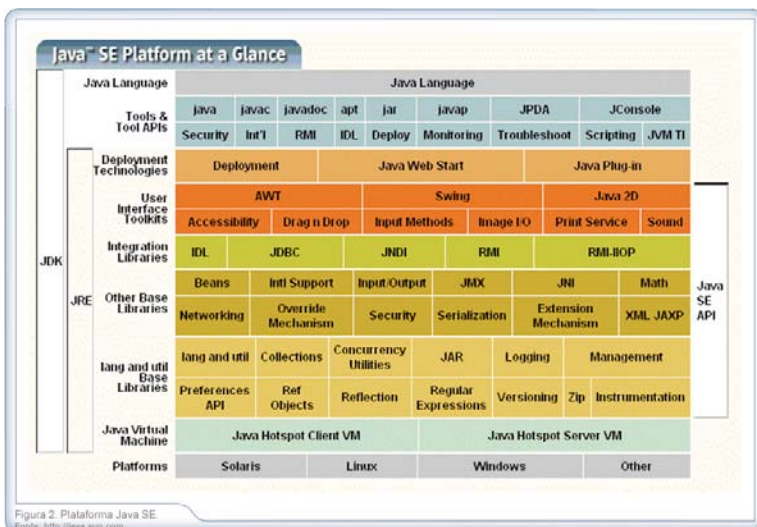 Java™ SE Platform at a Glance
Java Language Java Language
Tools & Tool APIs
java javac javadoc apt jar javap JPDA JConsole
Security Int'l RMI IDL Deploy Monitoring Troubleshoot Scripting JVM TI
Deployment Technologies
Deployment Java Web Start Java Plug-in
User Interface Toolkits
AWT Swing Java 2D
Accessibility Drag n Drop Input Methods Image I/O Print Service Sound
Integration Libraries
IDL JDBC JNDI RMI RMI-IIOP
JDK
JRE
Other Base Libraries
Beans Intl Support Input/Output JMX JNI Math
Networking Override Mechanism Security Serialization Extension Mechanism XML JAXP
Java SE API
lang and util Base Libraries
lang and util Collections Concurrency Utilities JAR Logging Management
Preferences API Ref Objects Reflection Regular Expressions Versioning Zip Instrumentation
Java Virtual Machine
Java Hotspot Client VM Java Hotspot Server VM
Platforms Solaris Linux Windows Other
Figura 2. Plataforma Java SE.